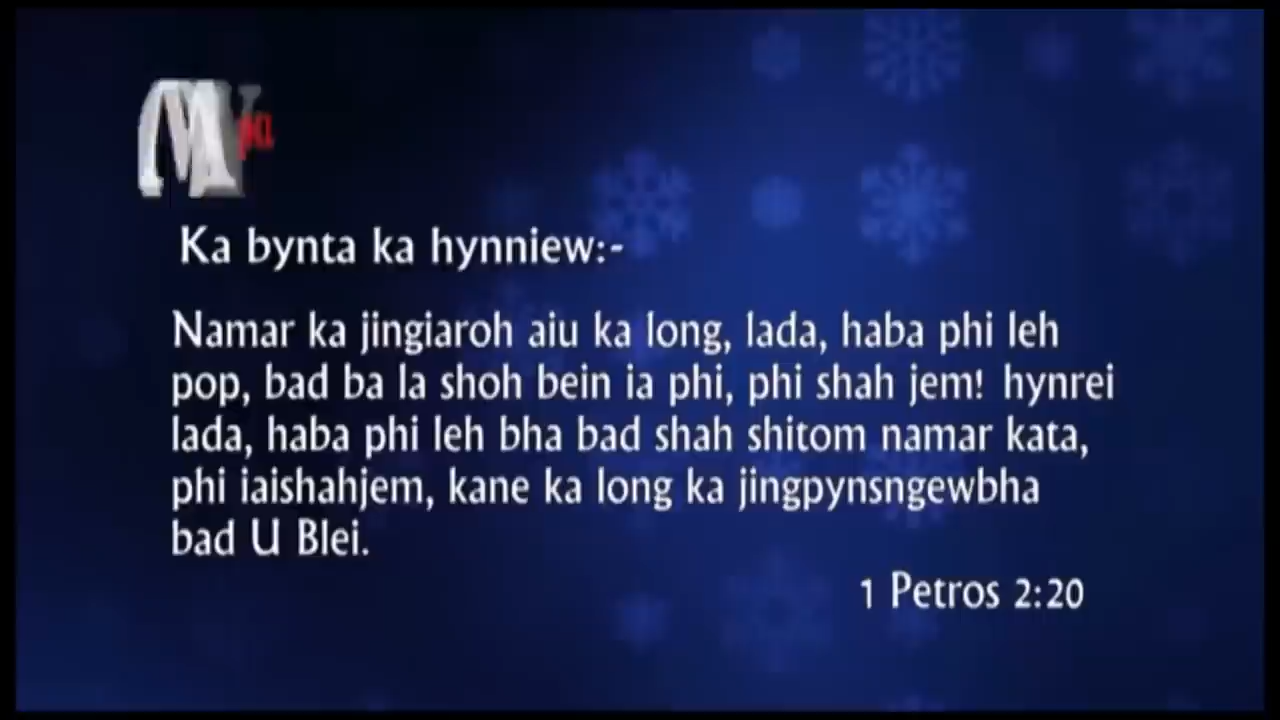 Ka bynta ka hynniew:-
Namar ka jingiaroh aiu ka long, lada, haba phi leh
pop, bad ba la shoh bein ia phi, phi shah jem! hynrei
lada, haba phi leh bha bad shah shitom namar kata,
phi iaishahjem, kane ka long ka jingpynsngewbha
bad U Blei.
1 Petros 2:20